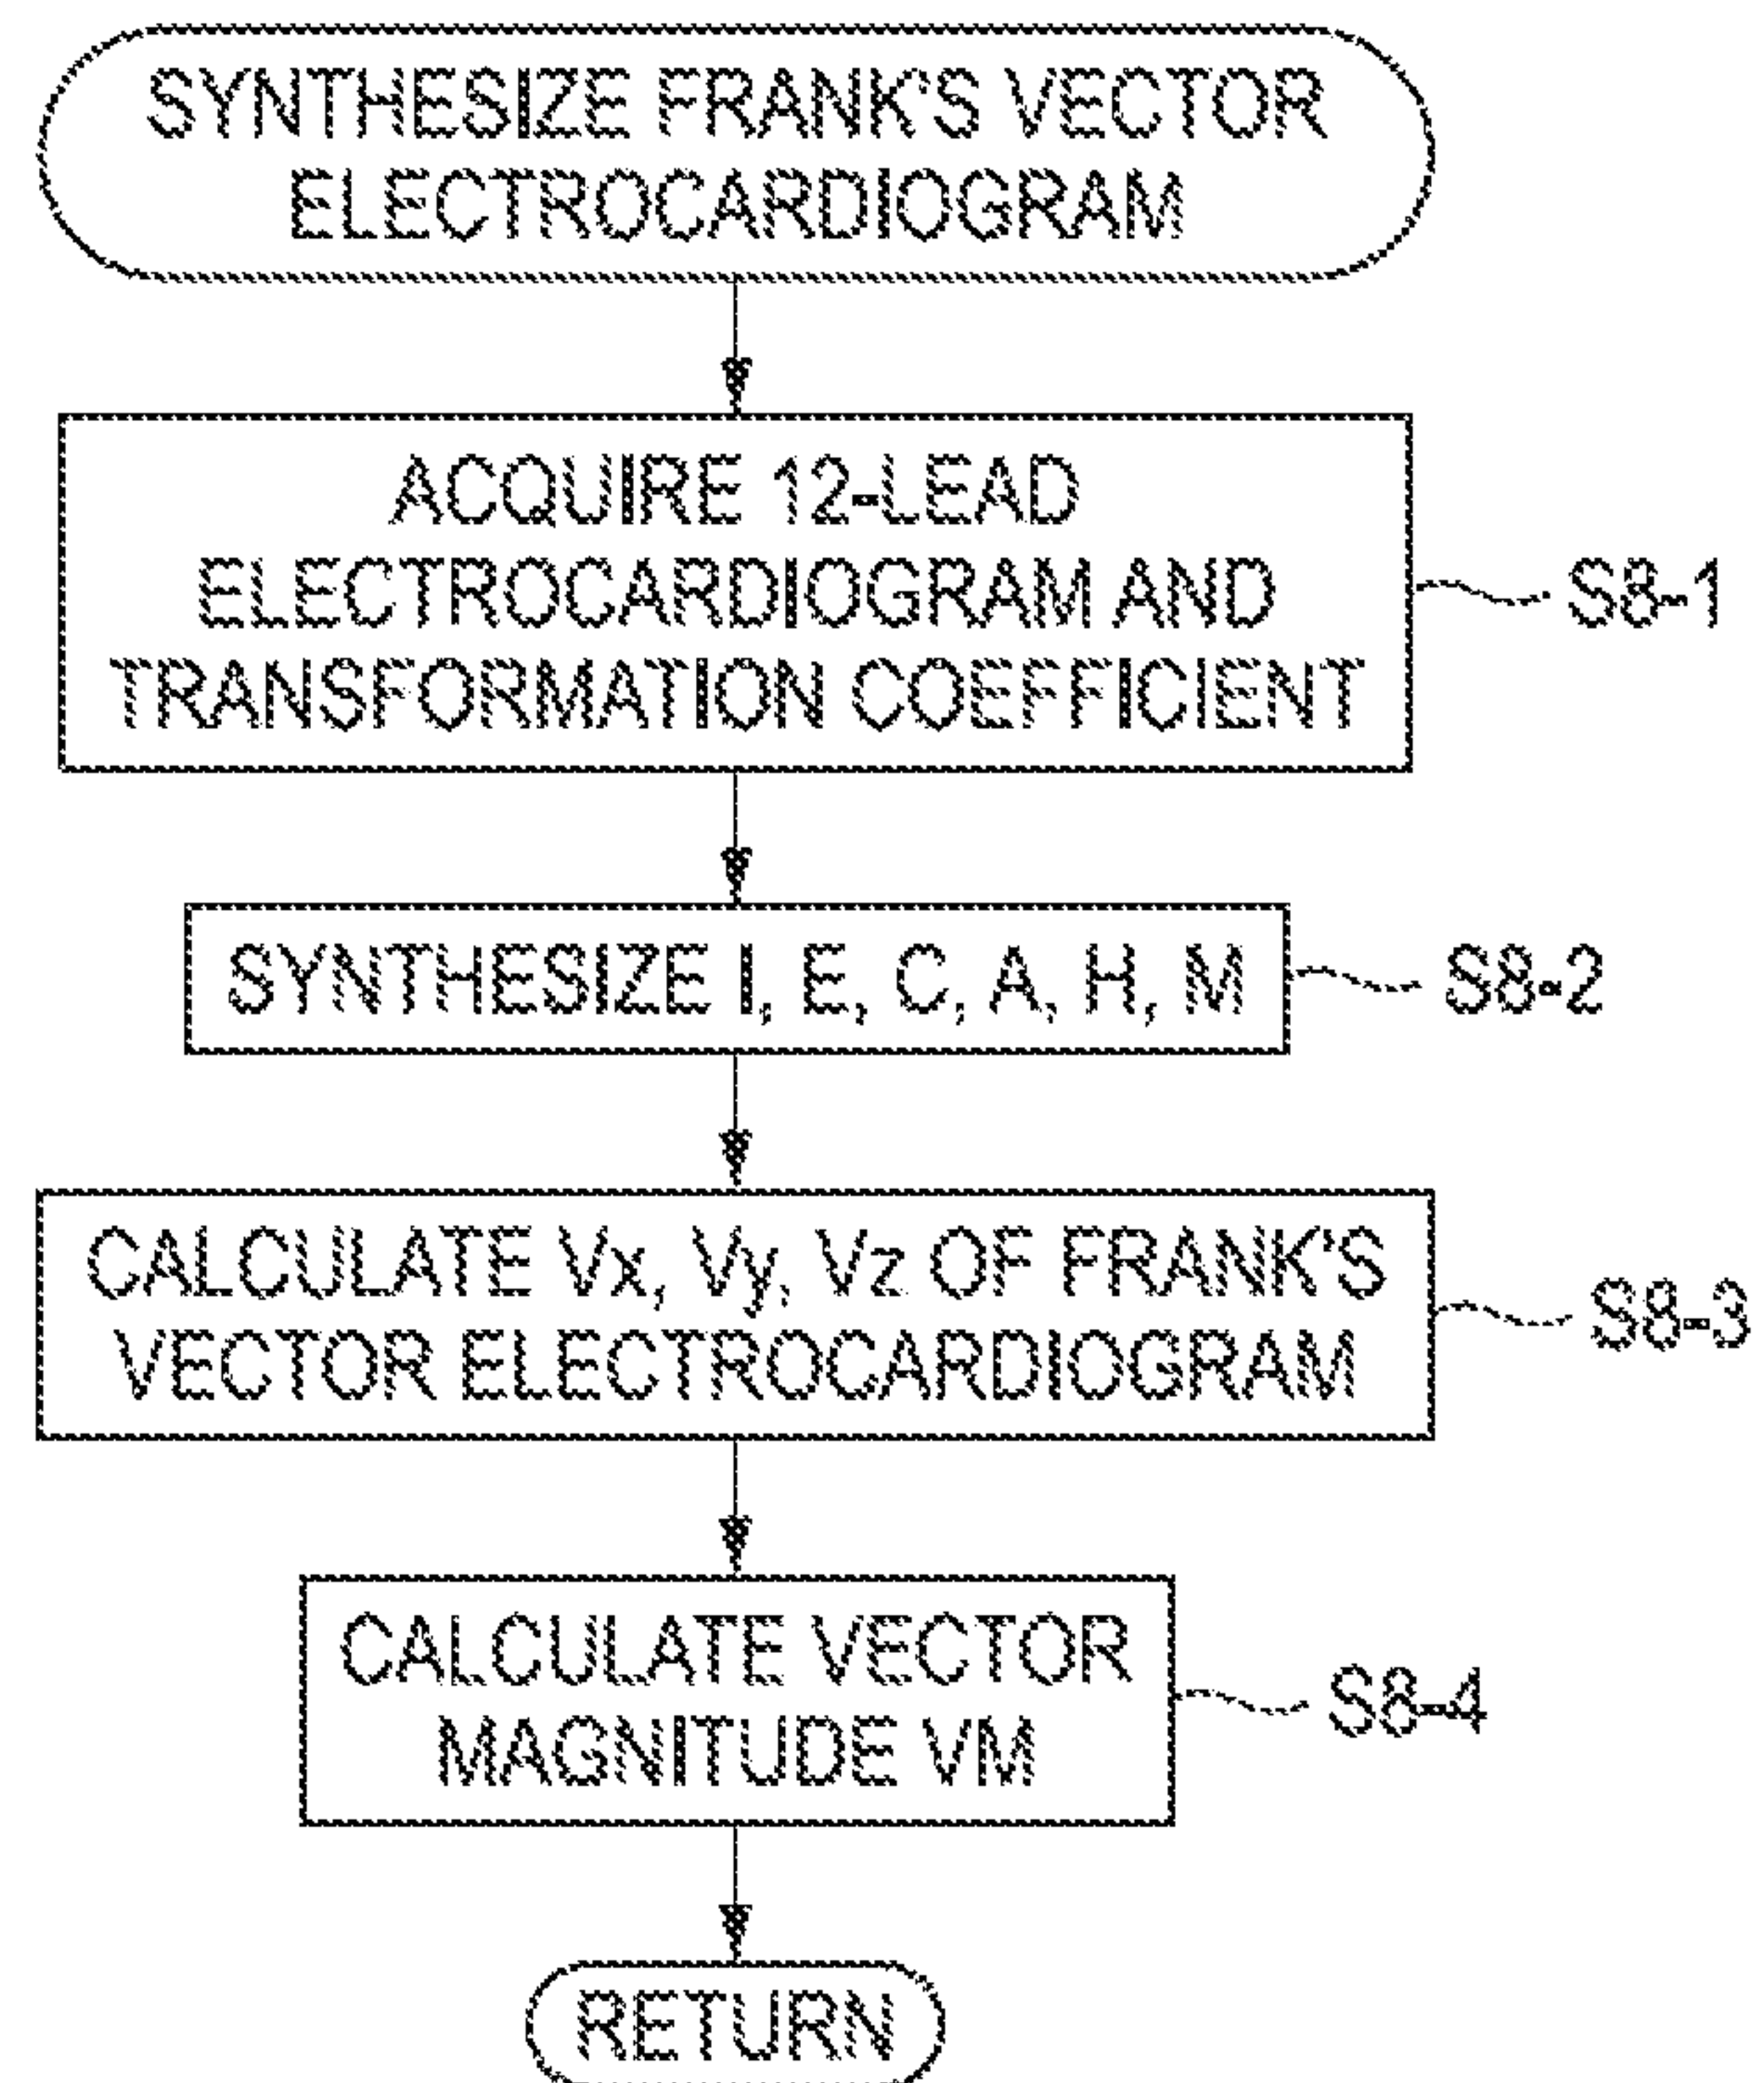 SYNTHESIZE FRANK'S VECTOR
ELECTROCARDIOGRAM
ACQUIRE 12-LEAD
ELECTROCARDIOGRAM AND
TRANSFORMATION COEFFICIENT
S8-1
SYNTHESIZE I, E, C, A, H, M
S8-2
CALCULATE Vx, Vy, Vz OF FRANK'S
VECTOR ELECTROCARDIOGRAM
S8-3
CALCULATE VECTOR
MAGNITUDE VM
S8-4
RETURN